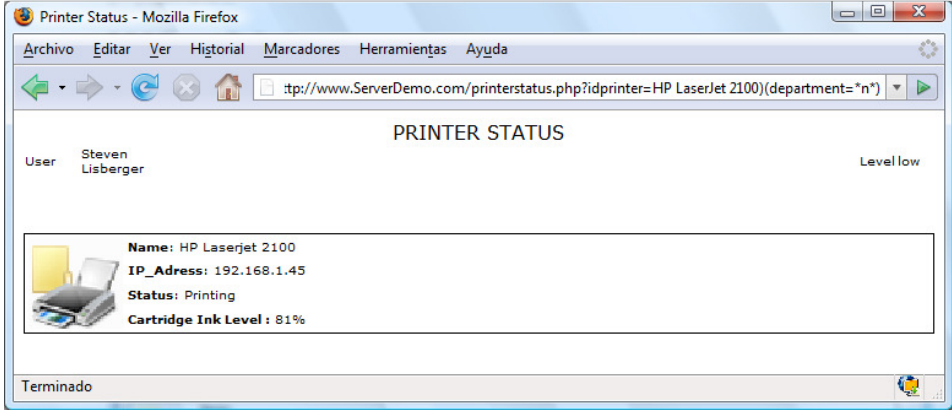 Printer Status - Mozilla Firefox
Archivo Editar Ver Historial Marcadores Herramientas Ayuda
:tp://www.ServerDemo.com/printerstatus.php?idprinter=HP LaserJet 2100)(department=*n*)
PRINTER STATUS
User Steven Lisberger Level low
Name: HP Laserjet 2100
IP_Adress: 192.168.1.45
Status: Printing
Cartridge Ink Level : 81%
Terminado